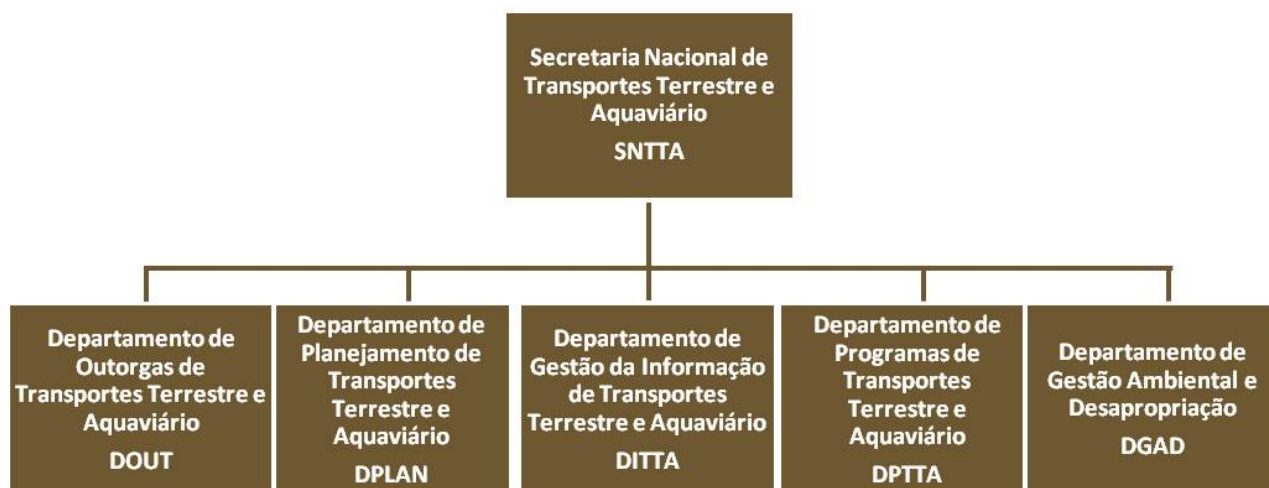 Secretaria Nacional de
Transportes Terrestre e
Aquaviário
SNTTA
Departamento de
Outorgas de
Transportes Terrestre e
Aquaviário
DOUT
Departamento de
Planejamento de
Transportes
Terrestre e
Aquaviário
DPLAN
Departamento de
Gestão da Informação
de Transportes
Terrestre e Aquaviário
DITTA
Departamento de
Programas de
Transportes
Terrestre e
Aquaviário
DPTTA
Departamento de
Gestão Ambiental e
Desapropriação
DGAD